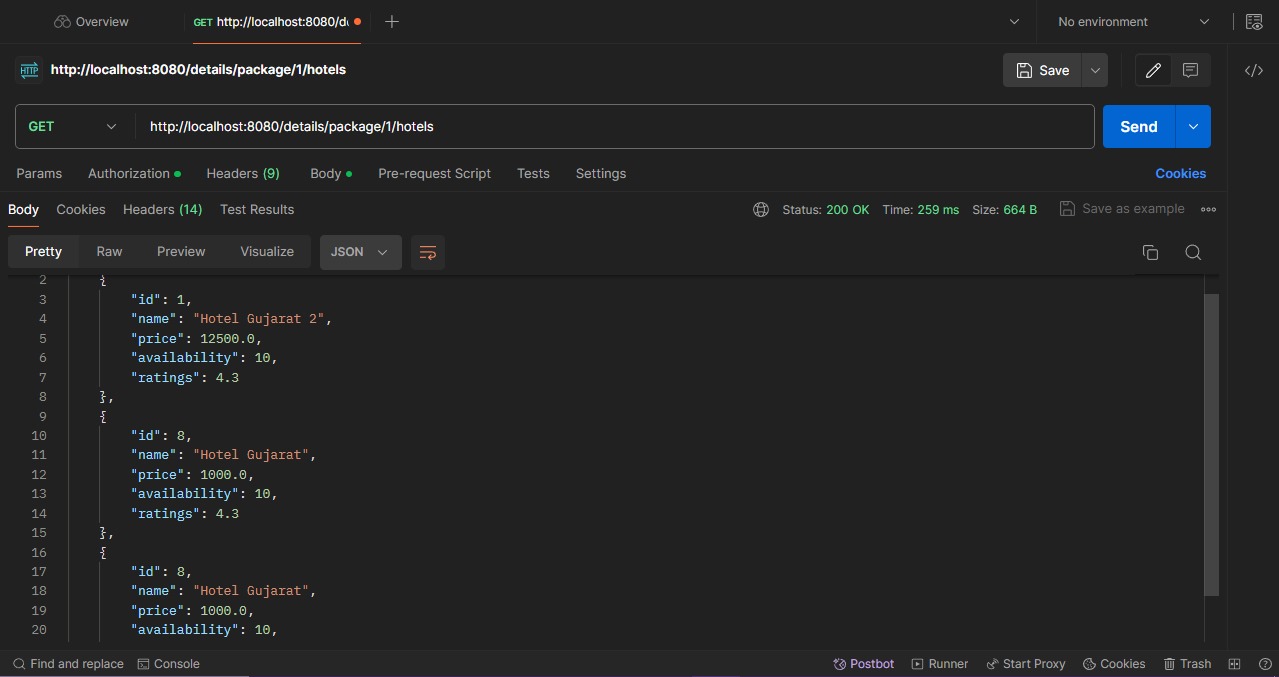 Overview
GET http://localhost:8080/de
No environment
HTTP http://localhost:8080/details/package/1/hotels
Save
GET http://localhost:8080/details/package/1/hotels
Send
Params Authorization Headers (9) Body Pre-request Script Tests Settings Cookies
Body Cookies Headers (14) Test Results Status: 200 OK Time: 259 ms Size: 664 B Save as example
Pretty Raw Preview Visualize JSON
2 {
3 "id": 1,
4 "name": "Hotel Gujarat 2",
5 "price": 12500.0,
6 "availability": 10,
7 "ratings": 4.3
8 },
9 {
10 "id": 8,
11 "name": "Hotel Gujarat",
12 "price": 1000.0,
13 "availability": 10,
14 "ratings": 4.3
15 },
16 {
17 "id": 8,
18 "name": "Hotel Gujarat",
19 "price": 1000.0,
20 "availability": 10,
Find and replace Console Postbot Runner Start Proxy Cookies Trash